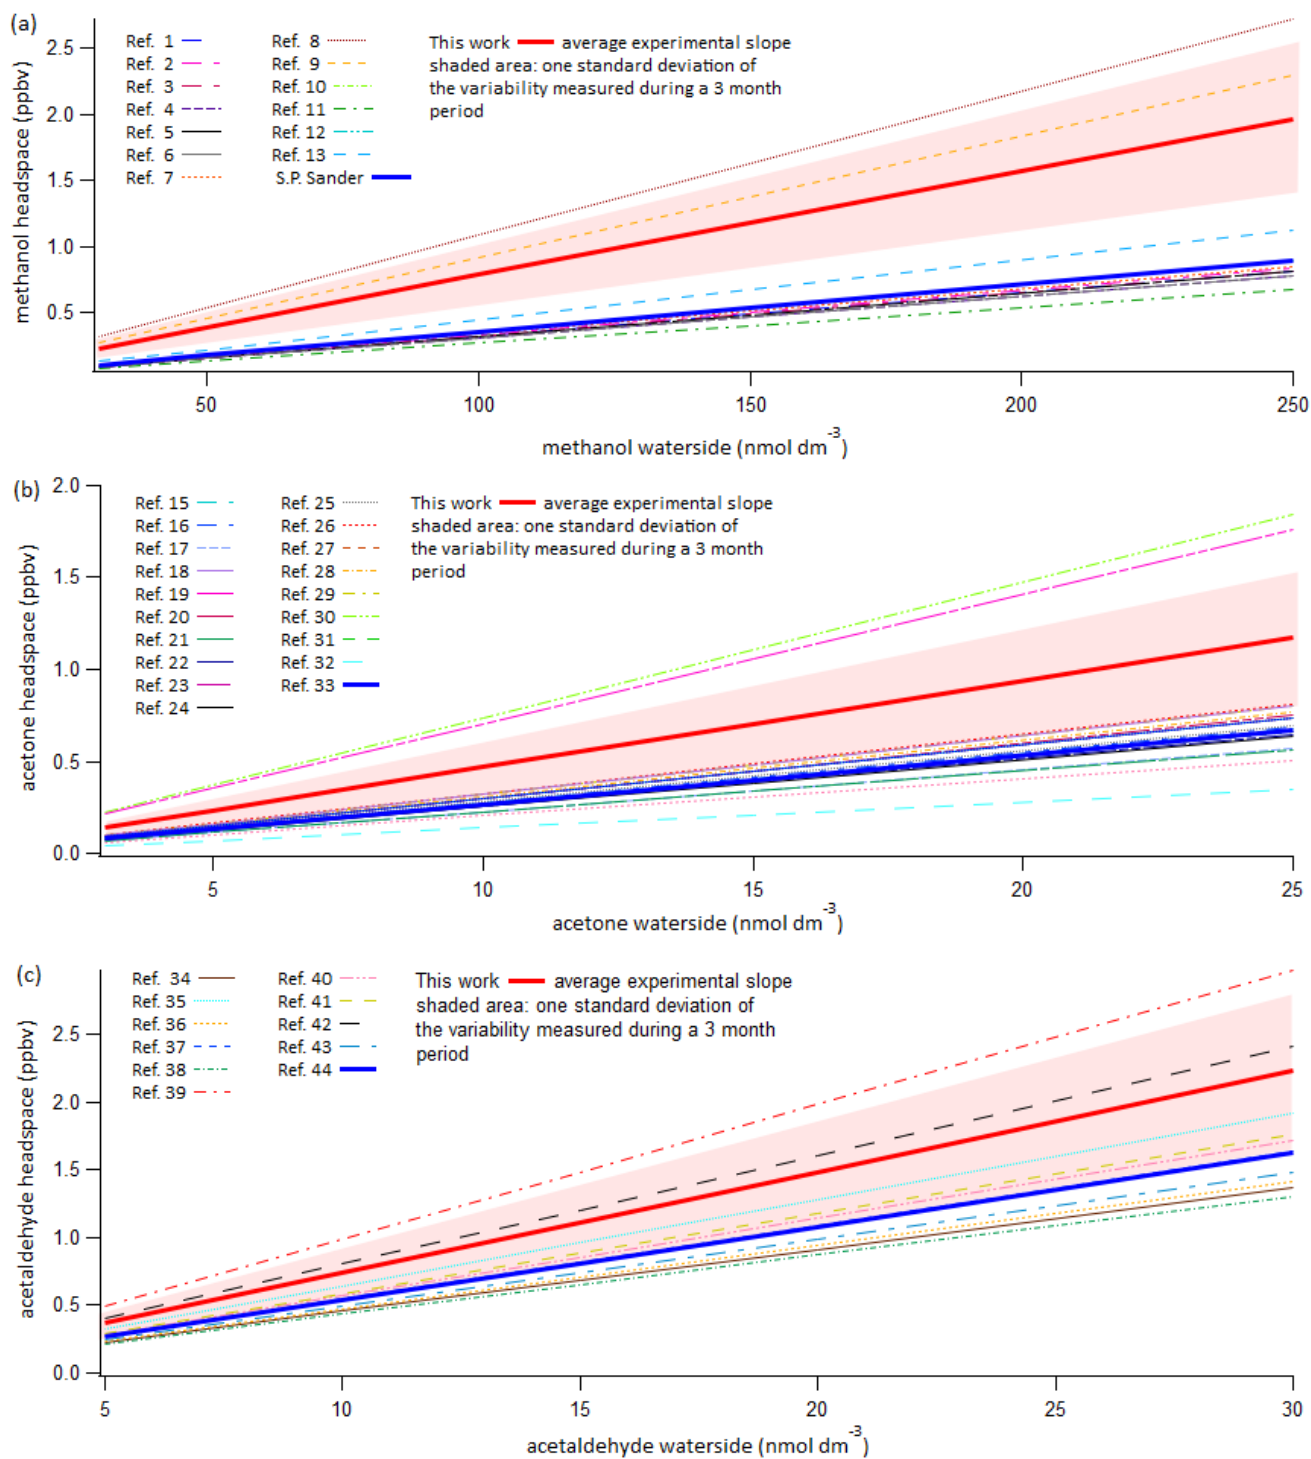 (a)
methanol headspace (ppbv)
2.5
2.0
1.5
1.0
0.5
Ref. 1
Ref. 2
Ref. 3
Ref. 4
Ref. 5
Ref. 6
Ref. 7
Ref. 8
Ref. 9
Ref. 10
Ref. 11
Ref. 12
Ref. 13
S.P. Sander
This work average experimental slope
shaded area: one standard deviation of
the variability measured during a 3 month
period
50 100 150 200 250
methanol waterside (nmol dm⁻³)
(b)
acetone headspace (ppbv)
2.0
1.5
1.0
0.5
0.0
Ref. 15
Ref. 16
Ref. 17
Ref. 18
Ref. 19
Ref. 20
Ref. 21
Ref. 22
Ref. 23
Ref. 24
Ref. 25
Ref. 26
Ref. 27
Ref. 28
Ref. 29
Ref. 30
Ref. 31
Ref. 32
Ref. 33
This work average experimental slope
shaded area: one standard deviation of
the variability measured during a 3 month
period
5 10 15 20 25
acetone waterside (nmol dm⁻³)
(c)
acetaldehyde headspace (ppbv)
2.5
2.0
1.5
1.0
0.5
0.0
Ref. 34
Ref. 35
Ref. 36
Ref. 37
Ref. 38
Ref. 39
Ref. 40
Ref. 41
Ref. 42
Ref. 43
Ref. 44
This work average experimental slope
shaded area: one standard deviation of
the variability measured during a 3 month
period
5 10 15 20 25 30
acetaldehyde waterside (nmol dm⁻³)